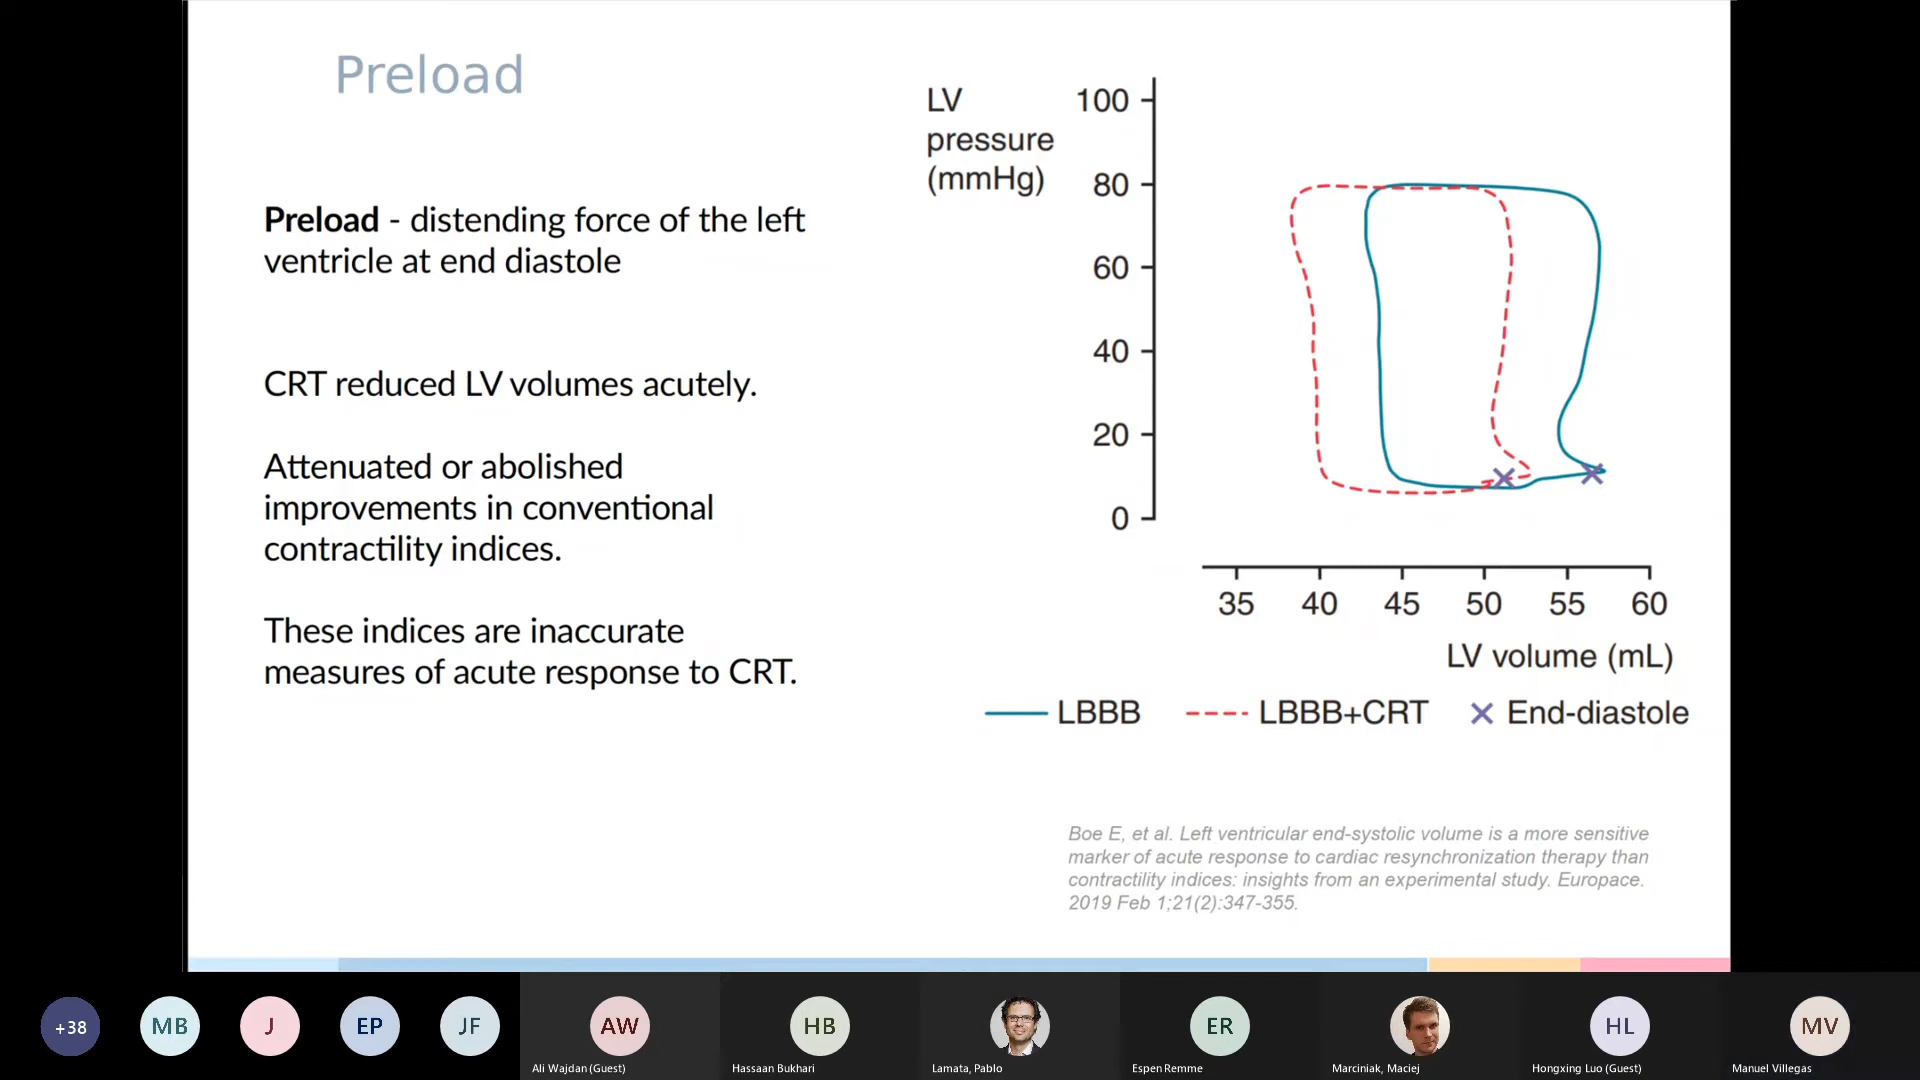 Preload
Preload - distending force of the left
ventricle at end diastole
CRT reduced LV volumes acutely.
Attenuated or abolished
improvements in conventional
contractility indices.
These indices are inaccurate
measures of acute response to CRT.
LV
pressure
(mmHg)
100
80
60
40
20
0
35 40 45 50 55 60
LV volume (mL)
LBBB LBBB+CRT End-diastole
Boe E, et al. Left ventricular end-systolic volume is a more sensitive
marker of acute response to cardiac resynchronization therapy than
contractility indices: insights from an experimental study. Europace.
2019 Feb 1;21(2):347-355.
+38 MB J EP JF AW HB ER HL MV
Ali Wajdan (Guest) Hassaan Bukhari Lamata, Pablo Espen Remme Marciniak, Maciej Hongxing Luo (Guest) Manuel Villegas